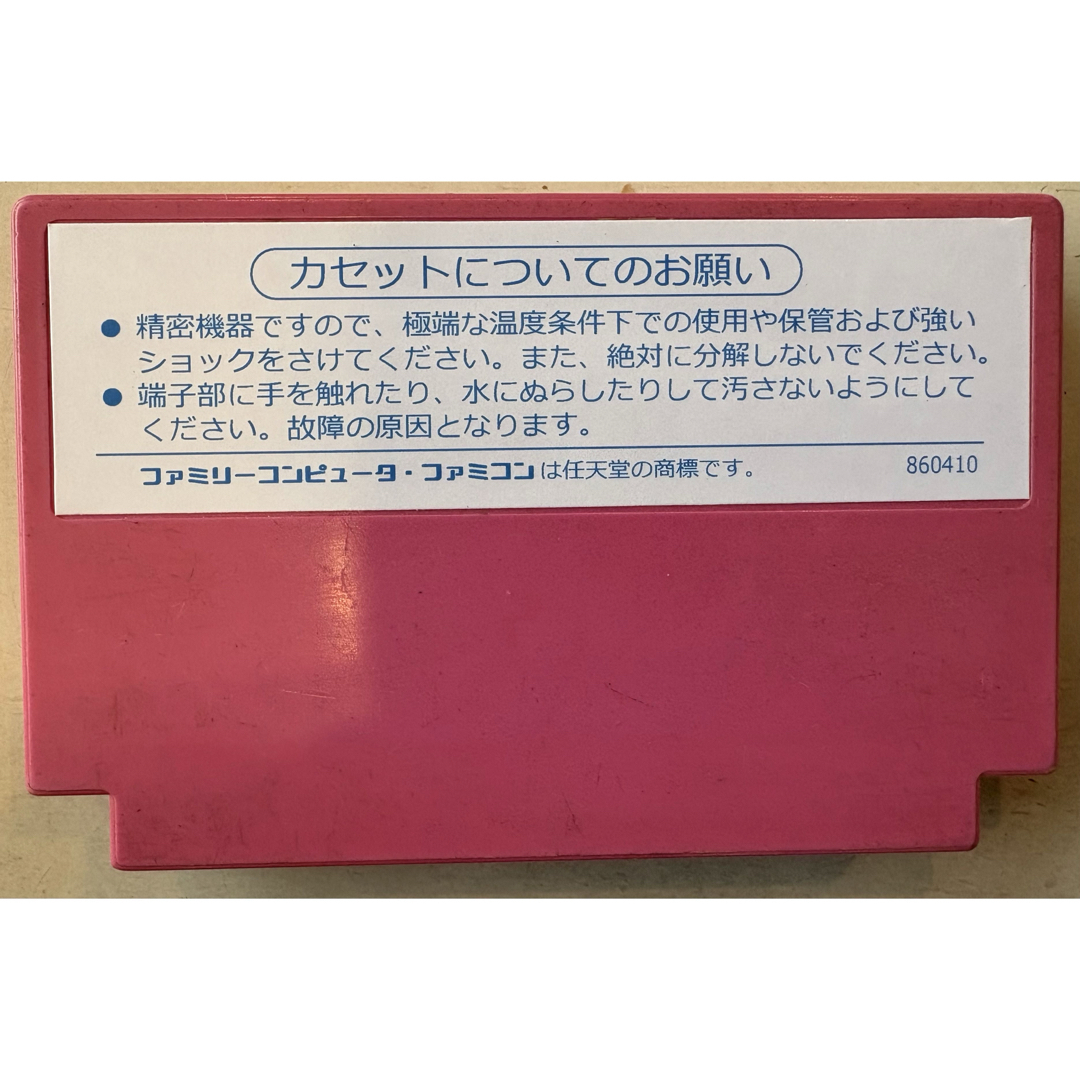 カセットについてのお願い
● 精密機器ですので、極端な温度条件下での使用や保管および強い
ショックをさけてください。また、絶対に分解しないでください。
● 端子部に手を触れたり、水にぬらしたりして汚さないようにして
ください。故障の原因となります。
ファミリーコンピュータ・ファミコンは任天堂の商標です。 860410